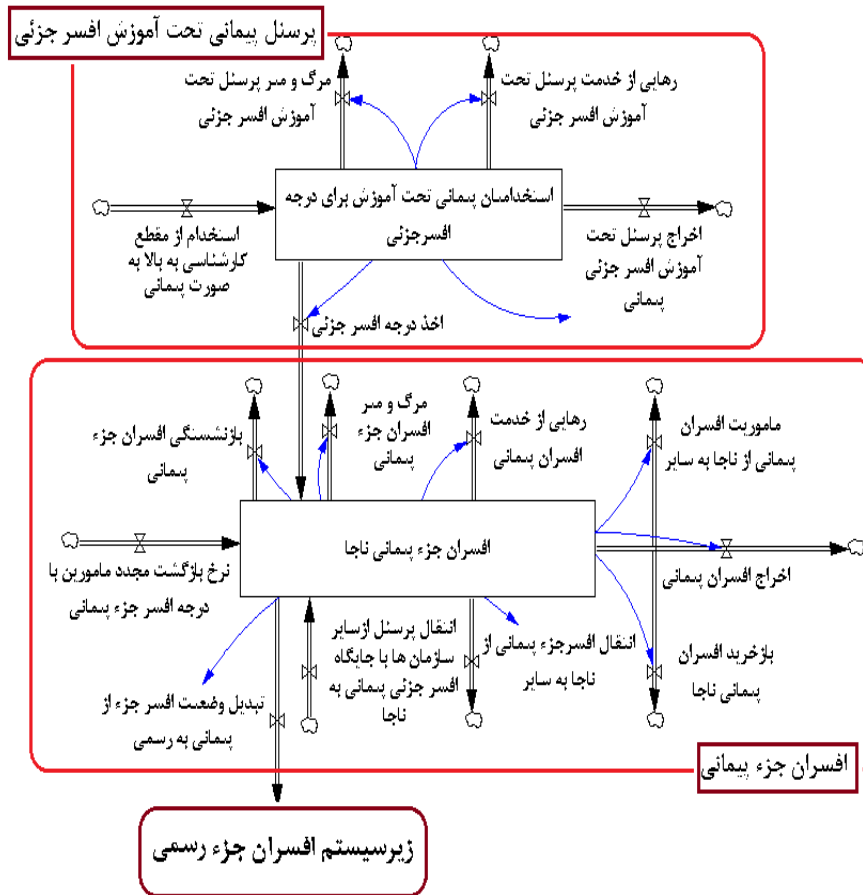 پرسنل پیمانی تحت آموزش افسر جزئی
مرگ و میر پرسنل تحت
آموزش افسر جزئی
رهایی از خدمت پرسنل تحت
آموزش افسر جزئی
استخدامیان پیمانی تحت آموزش برای درجه
افسرجزئی
استخدام از مقطع
کارشناسی به بالا به
صورت پیمانی
اخراج پرسنل تحت
آموزش افسر جزئی
پیمانی
اخذ درجه افسر جزئی
بازنشستگی افسران جزء
پیمانی
مرگ و میر
افسران جزء
پیمانی
رهایی از خدمت
افسران پیمانی
ماموریت افسران
پیمانی از ناجا به سایر
افسران جزء پیمانی ناجا
نرخ بازگشت مجدد مامورین با
درجه افسر جزء پیمانی
اخراج افسران پیمانی
تبدیل وضعیت افسر جزء از
پیمانی به رسمی
انتقال پرسنل ازسایر
سازمان ها با جایگاه
افسر جزئی پیمانی به
ناجا
انتقال افسرجزء پیمانی از
ناجا به سایر
بازخرید افسران
پیمانی ناجا
افسران جزء پیمانی
زیرسیستم افسران جزء رسمی